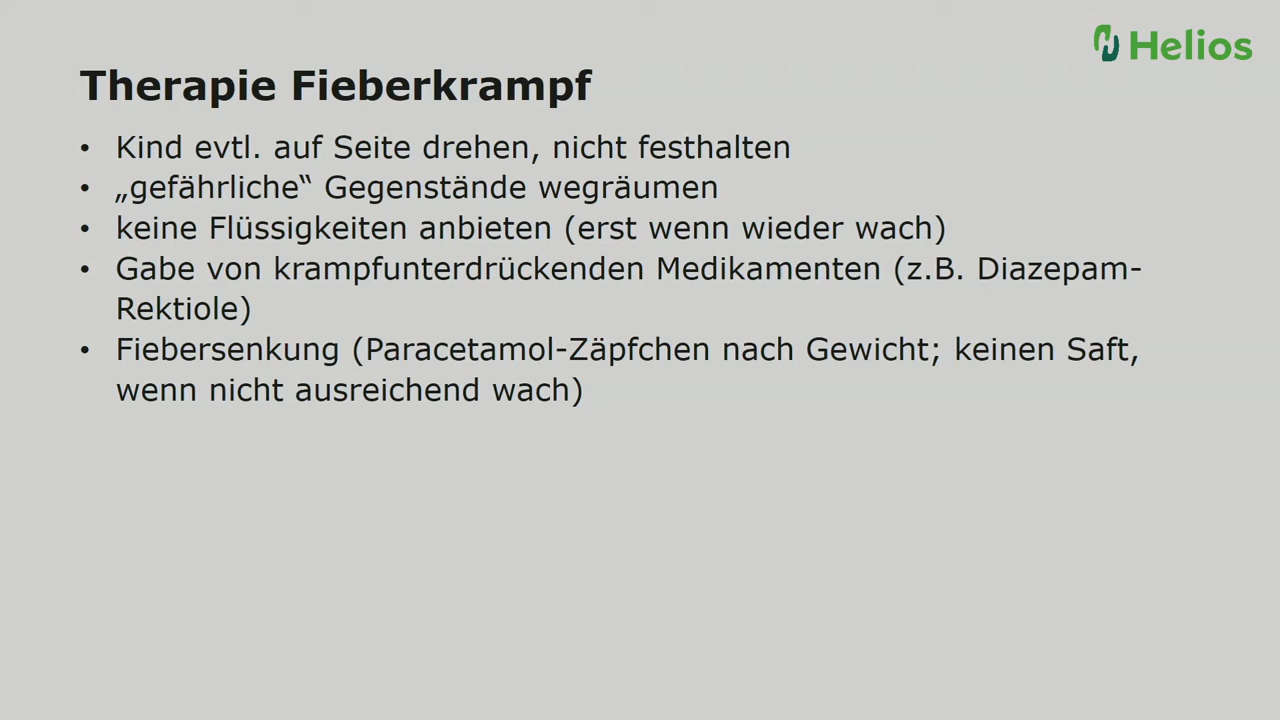 Helios
Therapie Fieberkrampf
• Kind evtl. auf Seite drehen, nicht festhalten
• „gefährliche“ Gegenstände wegräumen
• keine Flüssigkeiten anbieten (erst wenn wieder wach)
• Gabe von krampfunterdrückenden Medikamenten (z.B. Diazepam-
Rektiole)
• Fiebersenkung (Paracetamol-Zäpfchen nach Gewicht; keinen Saft,
wenn nicht ausreichend wach)